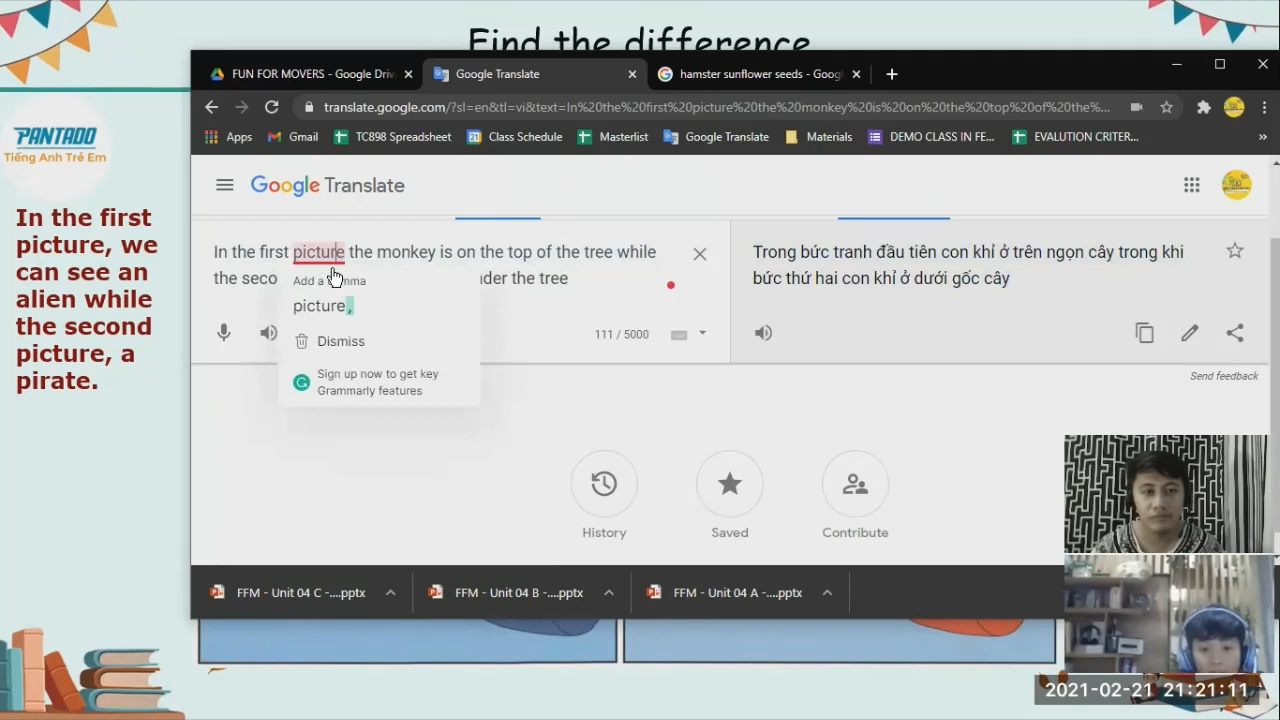 Find the difference
FUN FOR MOVERS - Google Driv
Google Translate
hamster sunflower seeds - Goog
translate.google.com/?sl=en&tl=vi&text=In%20the%20first%20picture%20the%20monkey%20is%20on%20the%20top%20of%20the%...
Apps
Gmail
TC898 Spreadsheet
Class Schedule
Masterlist
Google Translate
Materials
DEMO CLASS IN FE...
EVALUTION CRITER...
PANTADO
Tiếng Anh Trẻ Em
In the first
picture, we
can see an
alien while
the second
picture, a
pirate.
Google Translate
In the first picture the monkey is on the top of the tree while
the seco
der the tree
Add a
mma
picture,
Dismiss
Sign up now to get key
Grammarly features
111 / 5000
Trong bức tranh đầu tiên con khỉ ở trên ngọn cây trong khi
bức thứ hai con khỉ ở dưới gốc cây
Send feedback
History
Saved
Contribute
FFM - Unit 04 C -....pptx
FFM - Unit 04 B -....pptx
FFM - Unit 04 A -....pptx
2021-02-21 21:21:11